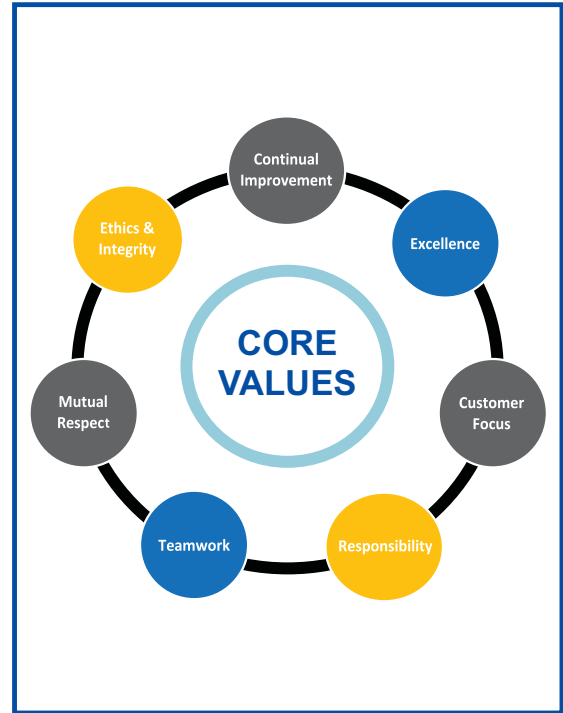 Continual
Improvement
Ethics &
Integrity
Excellence
CORE
VALUES
Mutual
Respect
Customer
Focus
Teamwork
Responsibility